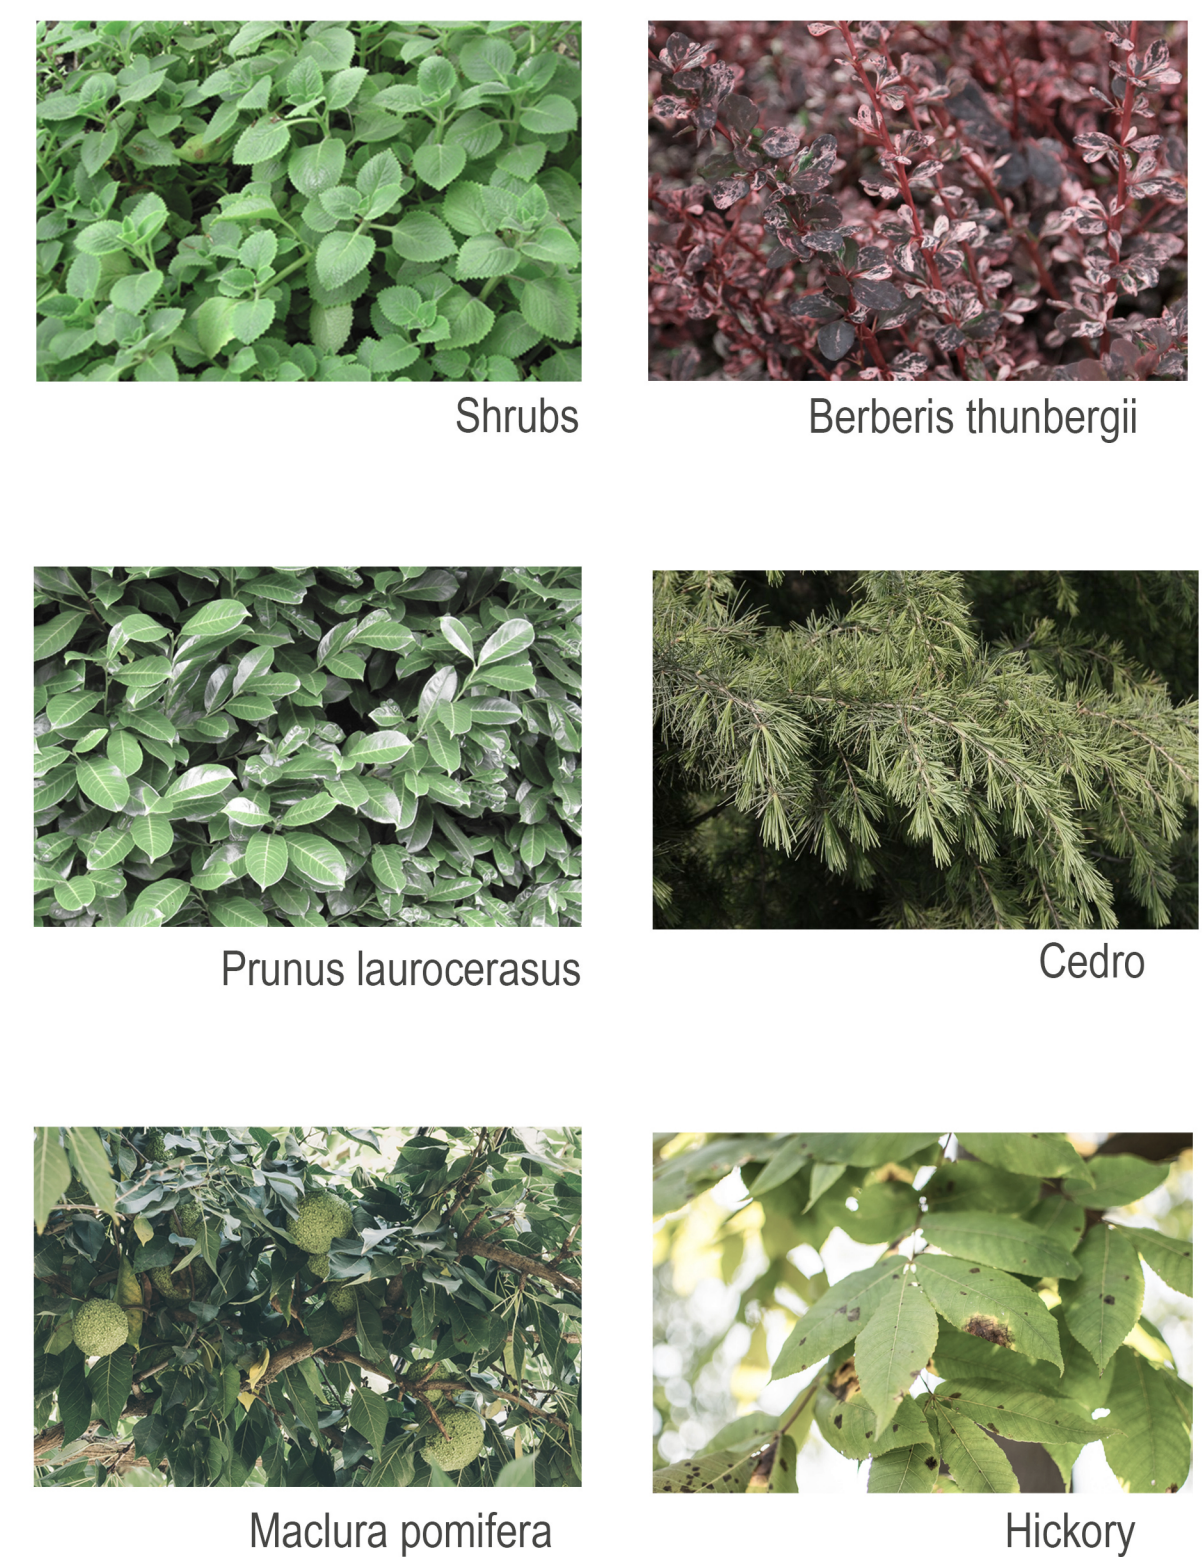 Shrubs
Berberis thunbergii
Prunus laurocerasus
Cedro
Maclura pomifera
Hickory